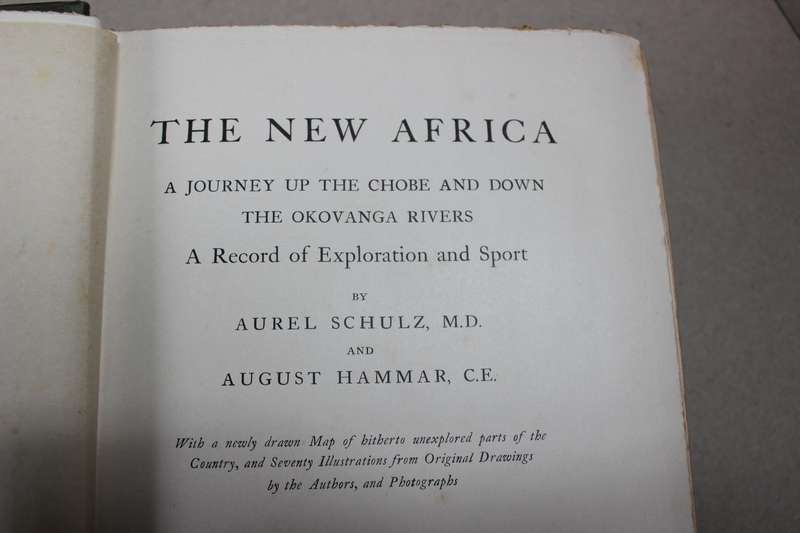 THE NEW AFRICA
A JOURNEY UP THE CHOBE AND DOWN
THE OKOVANGA RIVERS
A Record of Exploration and Sport
BY
AUREL SCHULZ, M.D.
AND
AUGUST HAMMAR, C.E.
With a newly drawn Map of hitherto unexplored parts of the
Country, and Seventy Illustrations from Original Drawings
by the Authors, and Photographs